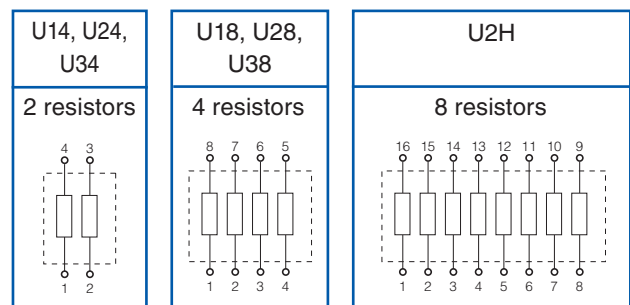 U14, U24,
U34
2 resistors
4 3
1 2
U18, U28,
U38
4 resistors
8 7 6 5
1 2 3 4
U2H
8 resistors
16 15 14 13 12 11 10 9
1 2 3 4 5 6 7 8